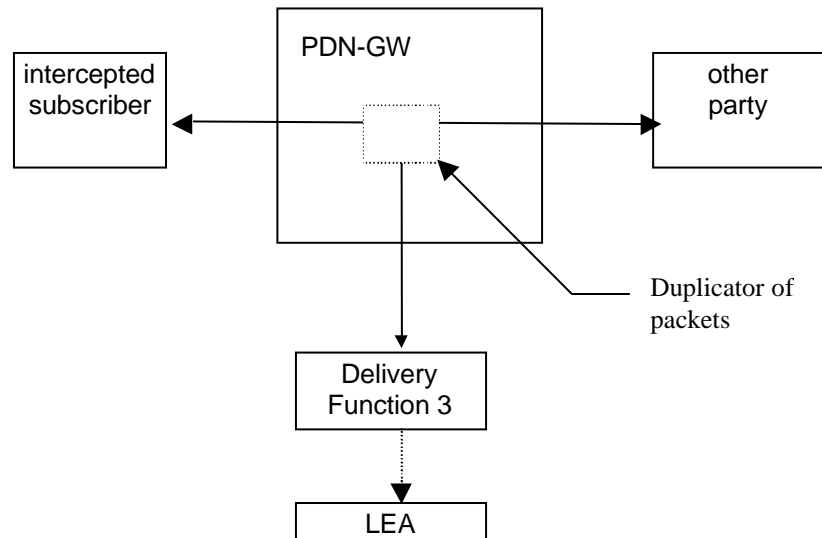 PDN-GW
intercepted
subscriber
other
party
Duplicator of
packets
Delivery
Function 3
LEA